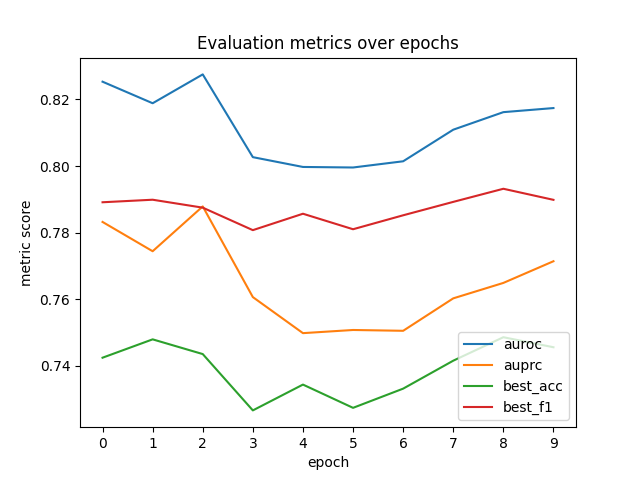 Evaluation metrics over epochs
metric score
0.82
0.80
0.78
0.76
0.74
auroc
auprc
best_acc
best_f1
0 1 2 3 4 5 6 7 8 9
epoch